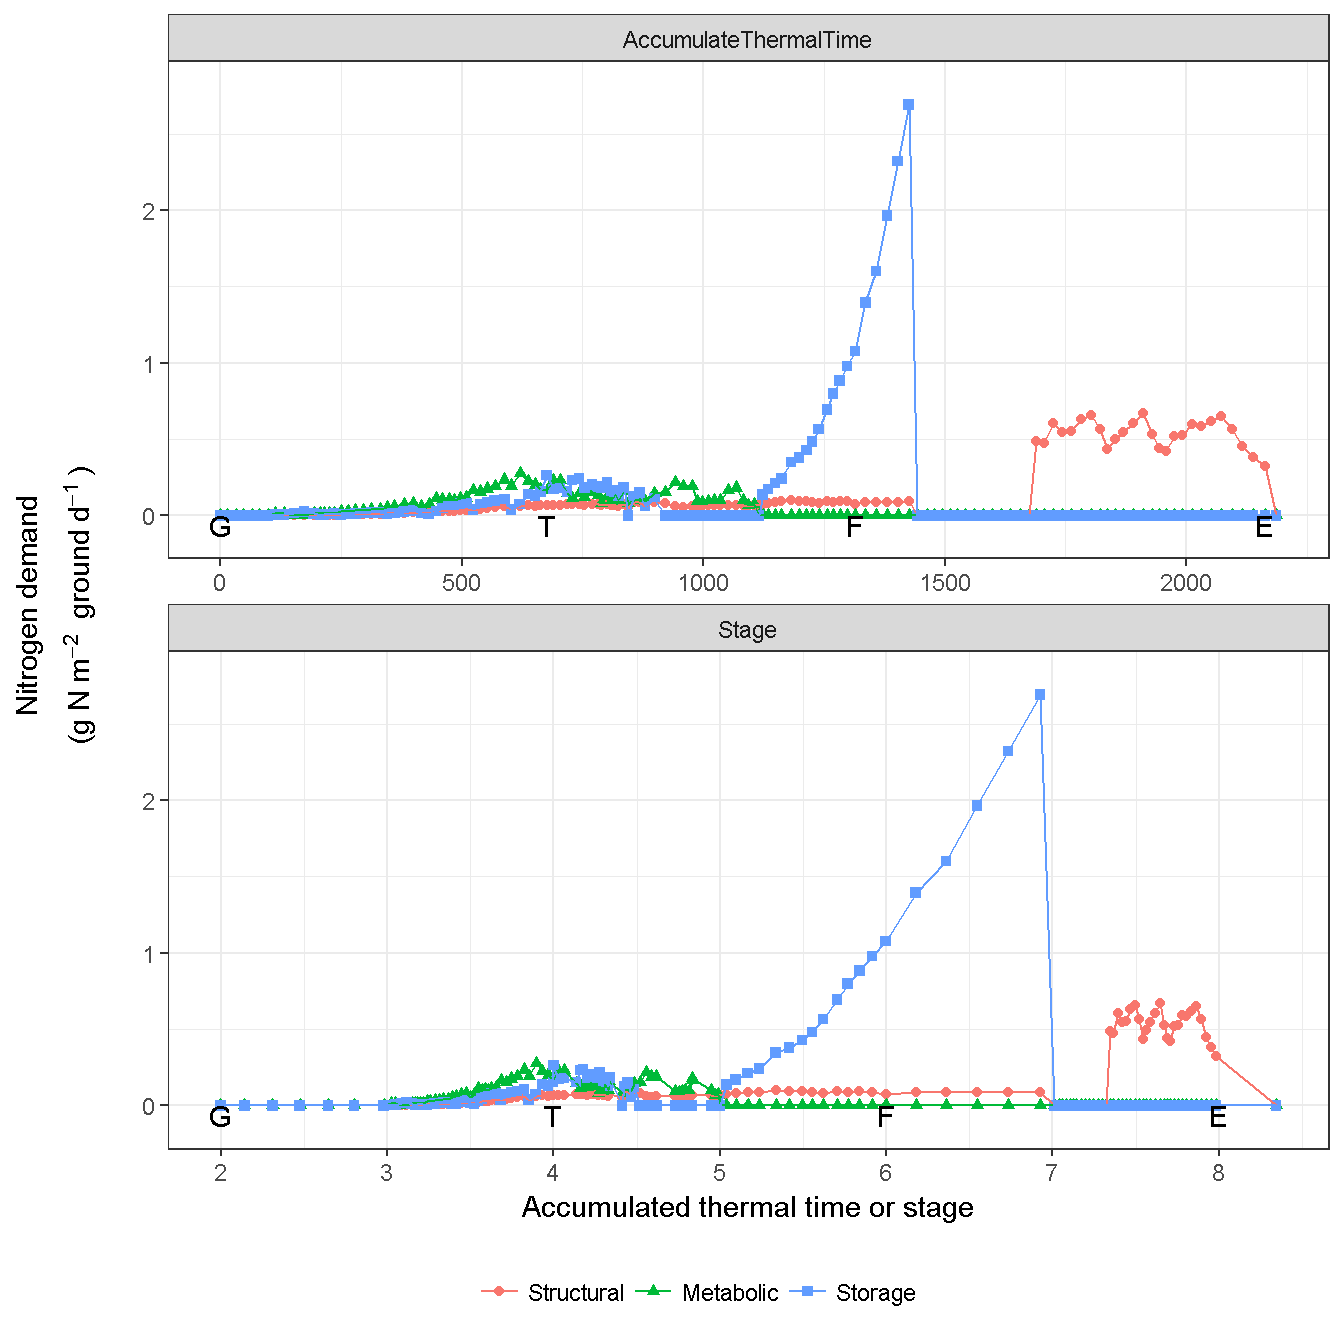 AccumulateThermalTime
2
1
0
G
T
F
E
0
500
1000
1500
2000
Nitrogen demand
(g N m⁻² ground d⁻¹)
Stage
2
1
0
G
T
F
E
2
3
4
5
6
7
8
Accumulated thermal time or stage
Structural
Metabolic
Storage